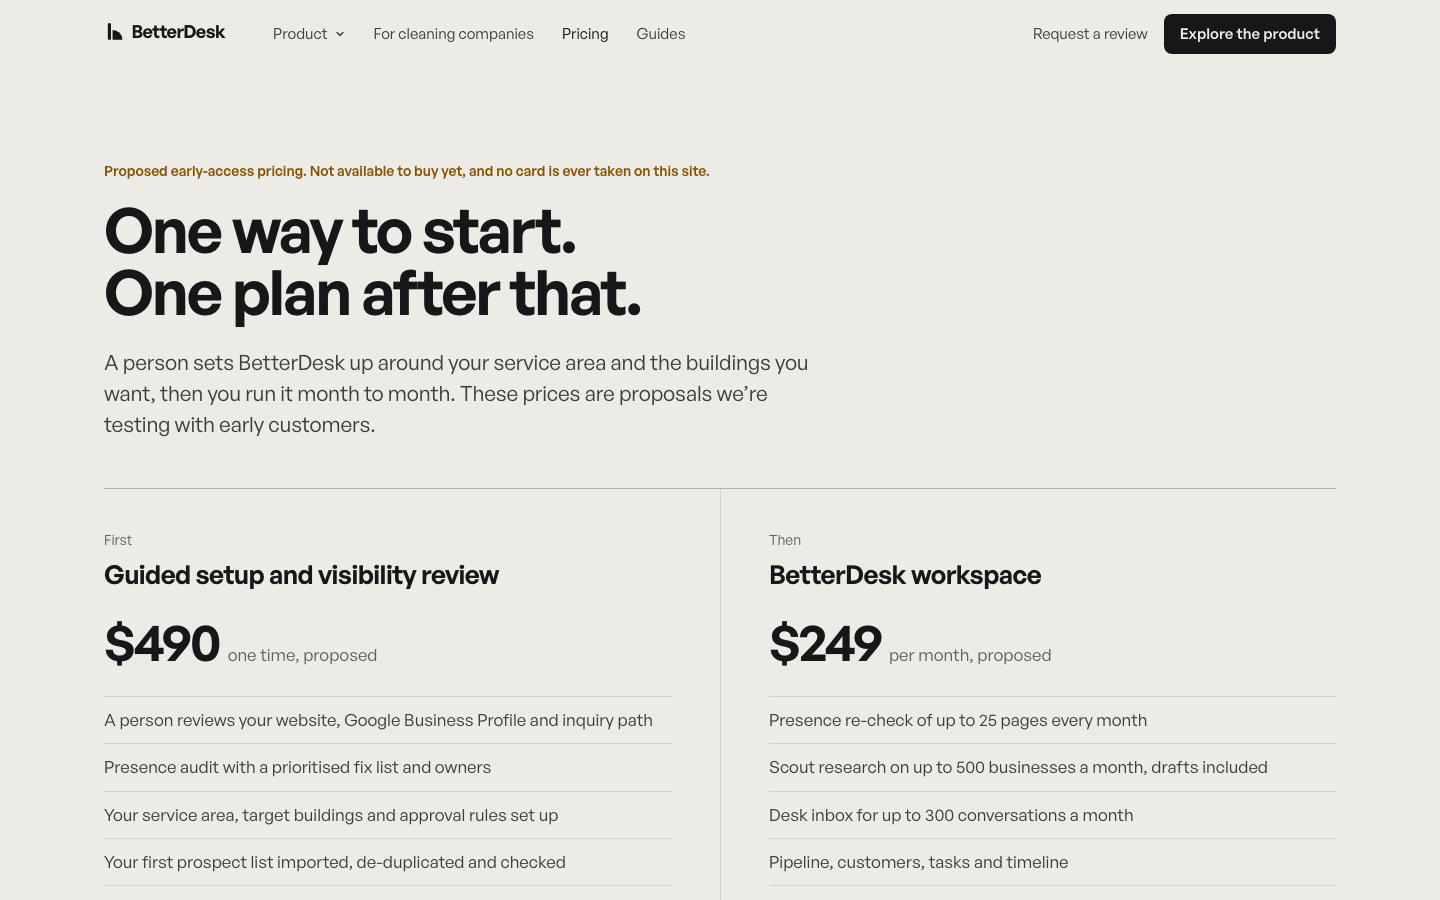 BetterDesk
Product
For cleaning companies
Pricing
Guides
Request a review
Explore the product
Proposed early-access pricing. Not available to buy yet, and no card is ever taken on this site.
One way to start.
One plan after that.
A person sets BetterDesk up around your service area and the buildings you
want, then you run it month to month. These prices are proposals we’re
testing with early customers.
First
Guided setup and visibility review
$490 one time, proposed
A person reviews your website, Google Business Profile and inquiry path
Presence audit with a prioritised fix list and owners
Your service area, target buildings and approval rules set up
Your first prospect list imported, de-duplicated and checked
Then
BetterDesk workspace
$249 per month, proposed
Presence re-check of up to 25 pages every month
Scout research on up to 500 businesses a month, drafts included
Desk inbox for up to 300 conversations a month
Pipeline, customers, tasks and timeline